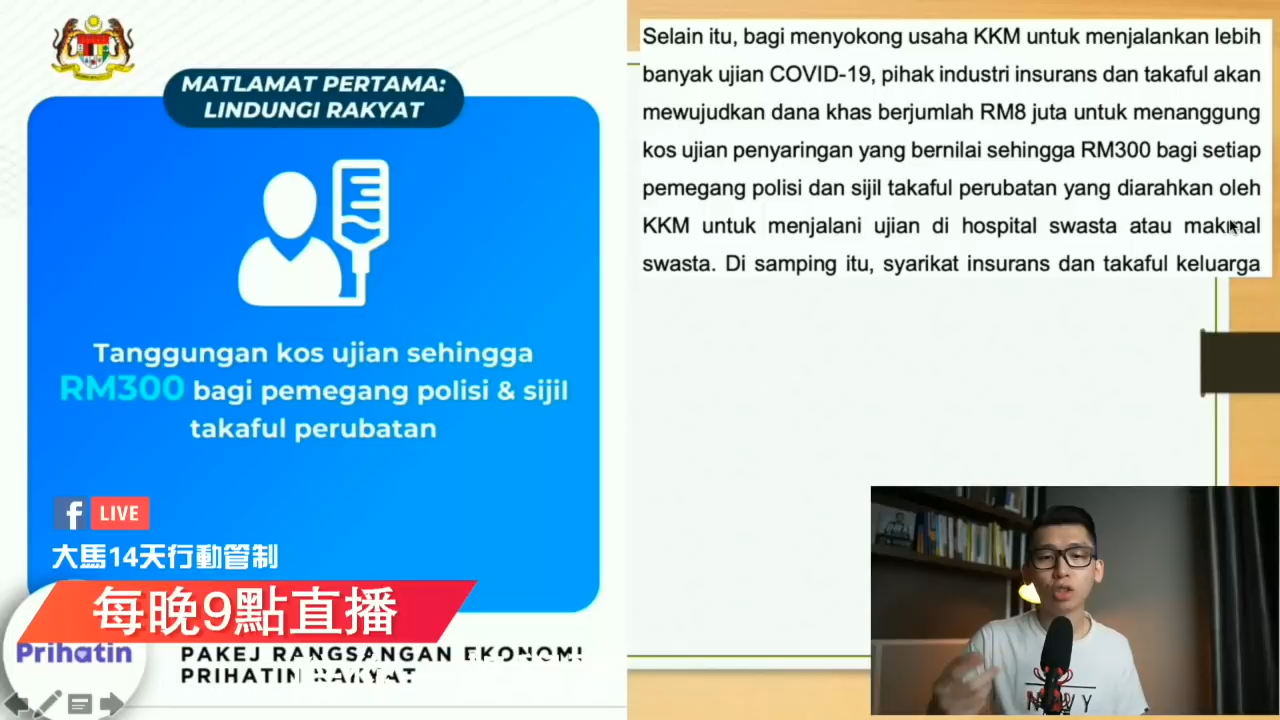 MATLAMAT PERTAMA:
LINDUNGI RAKYAT
Tanggungan kos ujian sehingga
RM300 bagi pemegang polisi & sijil
takaful perubatan
f LIVE
大馬14天行動管制
每晚9點直播
Prihatin
PAKEJ RANGSANGAN EKONOMI
PRIHATIN RAKYAT
Selain itu, bagi menyokong usaha KKM untuk menjalankan lebih
banyak ujian COVID-19, pihak industri insurans dan takaful akan
mewujudkan dana khas berjumlah RM8 juta untuk menanggung
kos ujian penyaringan yang bernilai sehingga RM300 bagi setiap
pemegang polisi dan sijil takaful perubatan yang diarahkan oleh
KKM untuk menjalani ujian di hospital swasta atau makmal
swasta. Di samping itu, syarikat insurans dan takaful keluarga